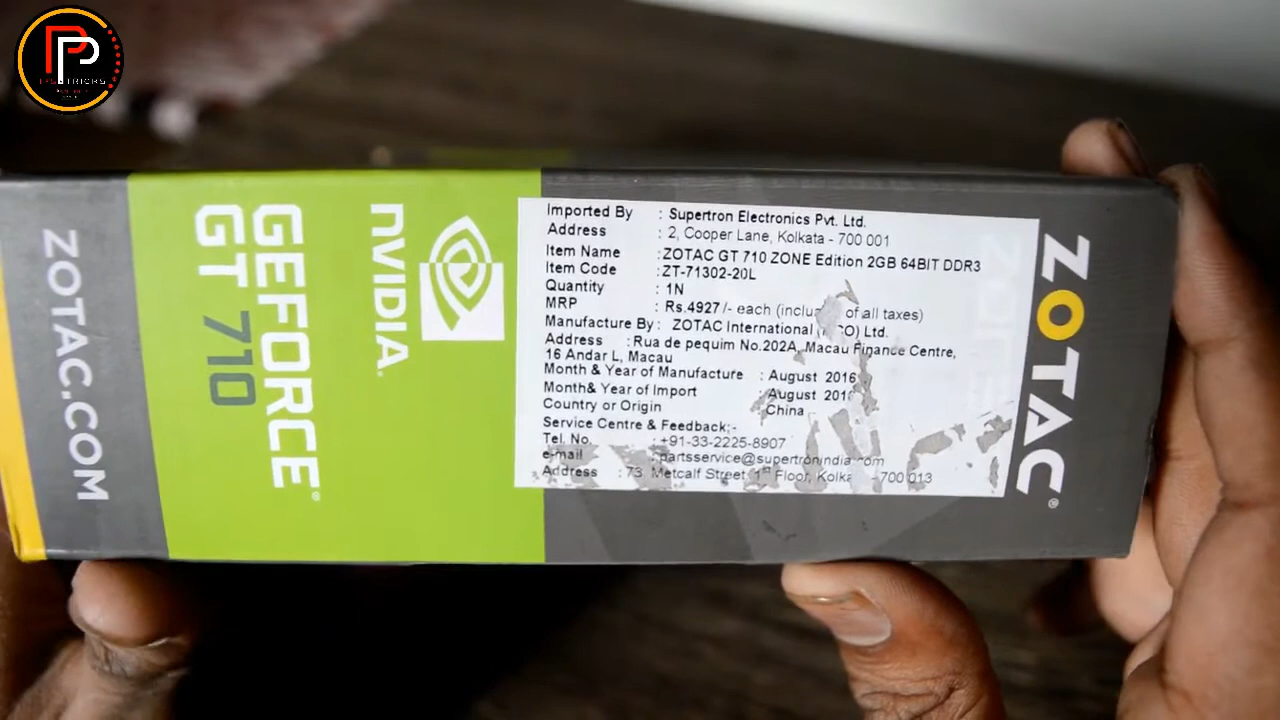 PP
TRICKS
ZOTAC.COM
GEFORCE®
GT 710
nVIDIA®
Imported By : Supertron Electronics Pvt. Ltd.
Address : 2, Cooper Lane, Kolkata - 700 001
Item Name :ZOTAC GT 710 ZONE Edition 2GB 64BIT DDR3
Item Code :ZT-71302-20L
Quantity : 1N
MRP : Rs.4927/- each of all taxes)
Manufacture By : ZOTAC International Ltd.
Address :Rua de pequim No.202A, Macau Finance Centre,
16 Andar L, Macau
Month & Year of Manufacture : August 2016
Month& Year of Import : August
Country or Origin China
Service Centre & Feedback:-
Tel. No. : +91-33-2225-8907
e-mail :partsservice@supertronindia.com
Address : 73, Metcalf Street, 1st Floor, - 700 013
ZOTAC®